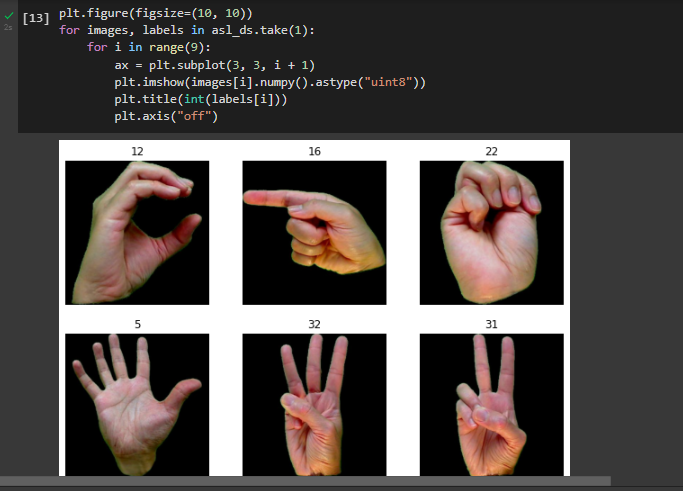 [13] plt.figure(figsize=(10, 10))
for images, labels in asl_ds.take(1):
    for i in range(9):
        ax = plt.subplot(3, 3, i + 1)
        plt.imshow(images[i].numpy().astype("uint8"))
        plt.title(int(labels[i]))
        plt.axis("off")
2s
12 16 22
5 32 31